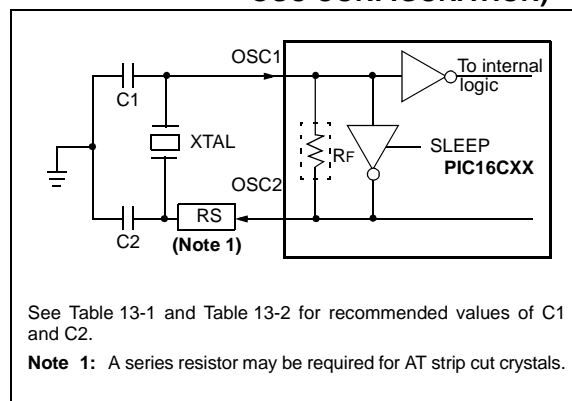 OSC CONFIGURATION)
OSC1
To internal
logic
C1
XTAL
RF
SLEEP
PIC16CXX
OSC2
RS
C2
(Note 1)
See Table 13-1 and Table 13-2 for recommended values of C1
and C2.
Note 1: A series resistor may be required for AT strip cut crystals.